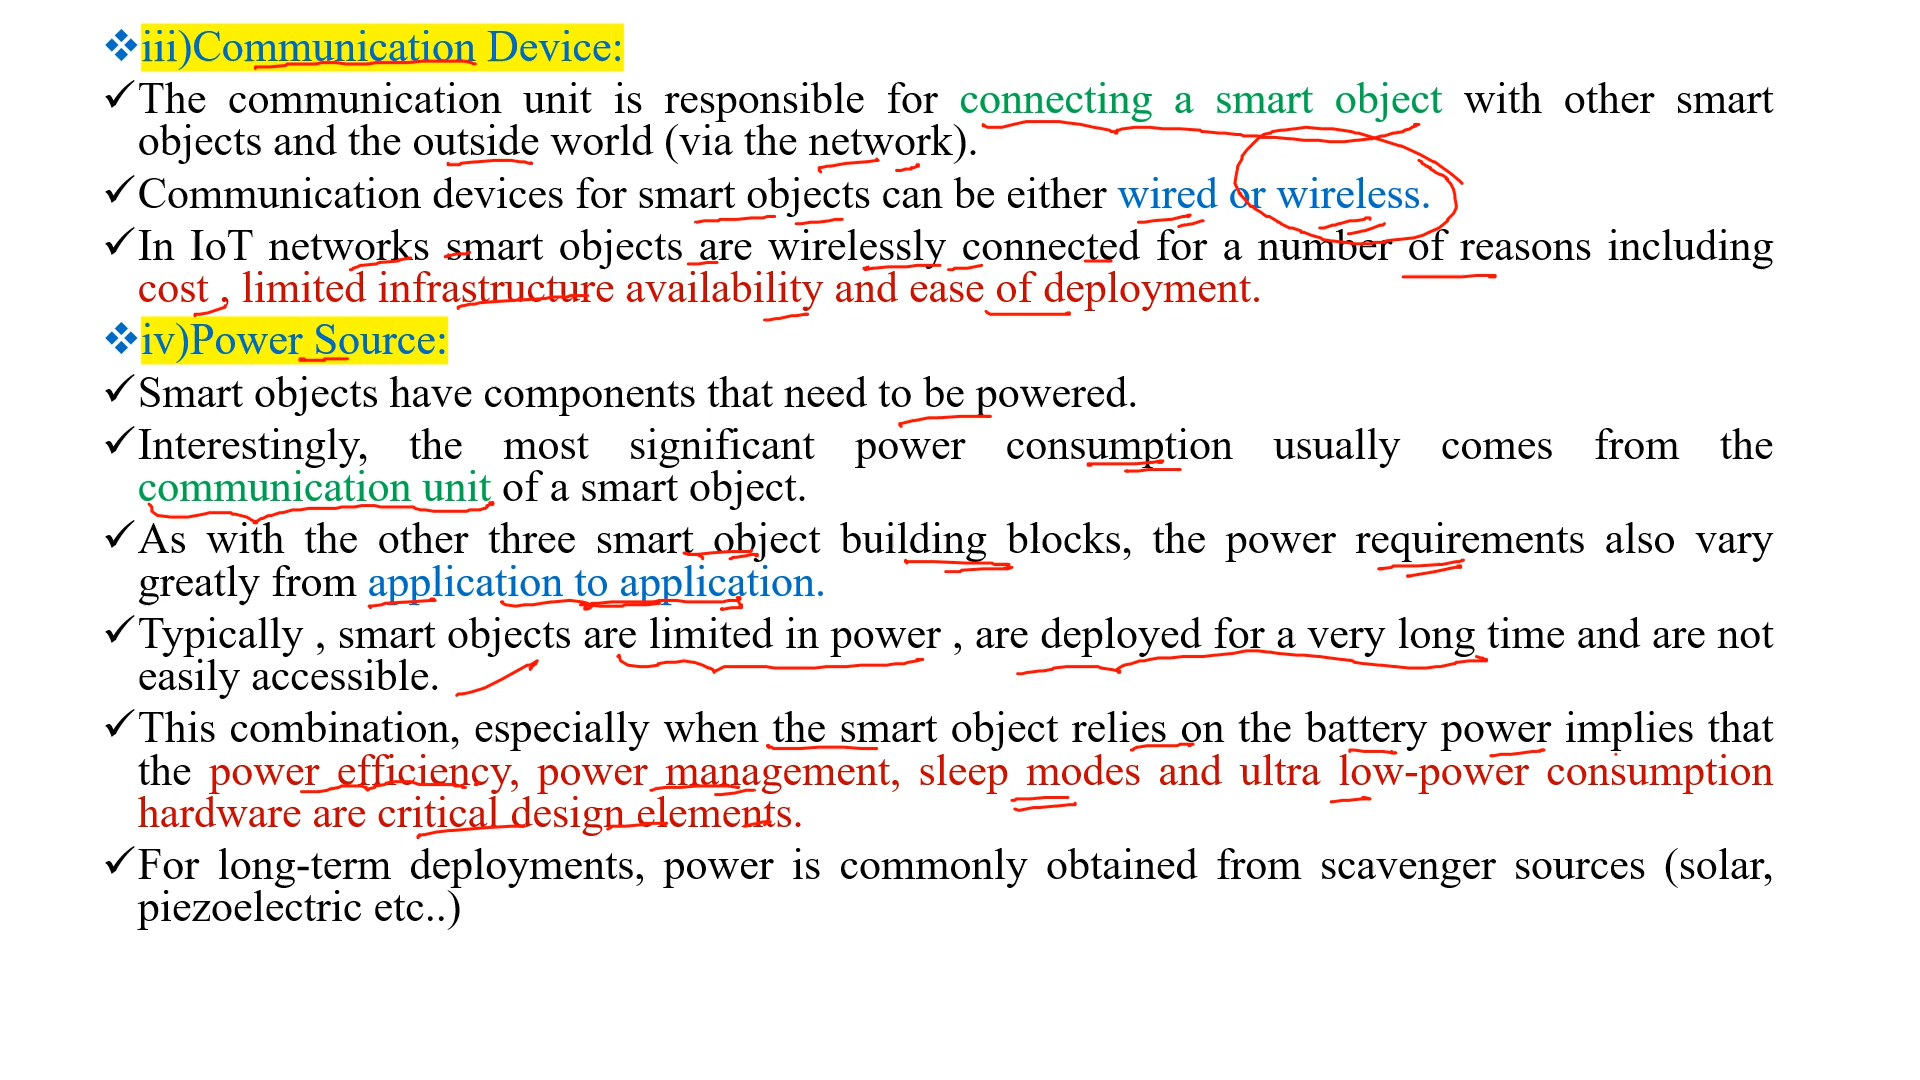 ❖iii)Communication Device:
✓The communication unit is responsible for connecting a smart object with other smart
objects and the outside world (via the network).
✓Communication devices for smart objects can be either wired or wireless.
✓In IoT networks smart objects are wirelessly connected for a number of reasons including
cost , limited infrastructure availability and ease of deployment.
❖iv)Power Source:
✓Smart objects have components that need to be powered.
✓Interestingly, the most significant power consumption usually comes from the
communication unit of a smart object.
✓As with the other three smart object building blocks, the power requirements also vary
greatly from application to application.
✓Typically , smart objects are limited in power , are deployed for a very long time and are not
easily accessible.
✓This combination, especially when the smart object relies on the battery power implies that
the power efficiency, power management, sleep modes and ultra low-power consumption
hardware are critical design elements.
✓For long-term deployments, power is commonly obtained from scavenger sources (solar,
piezoelectric etc..)